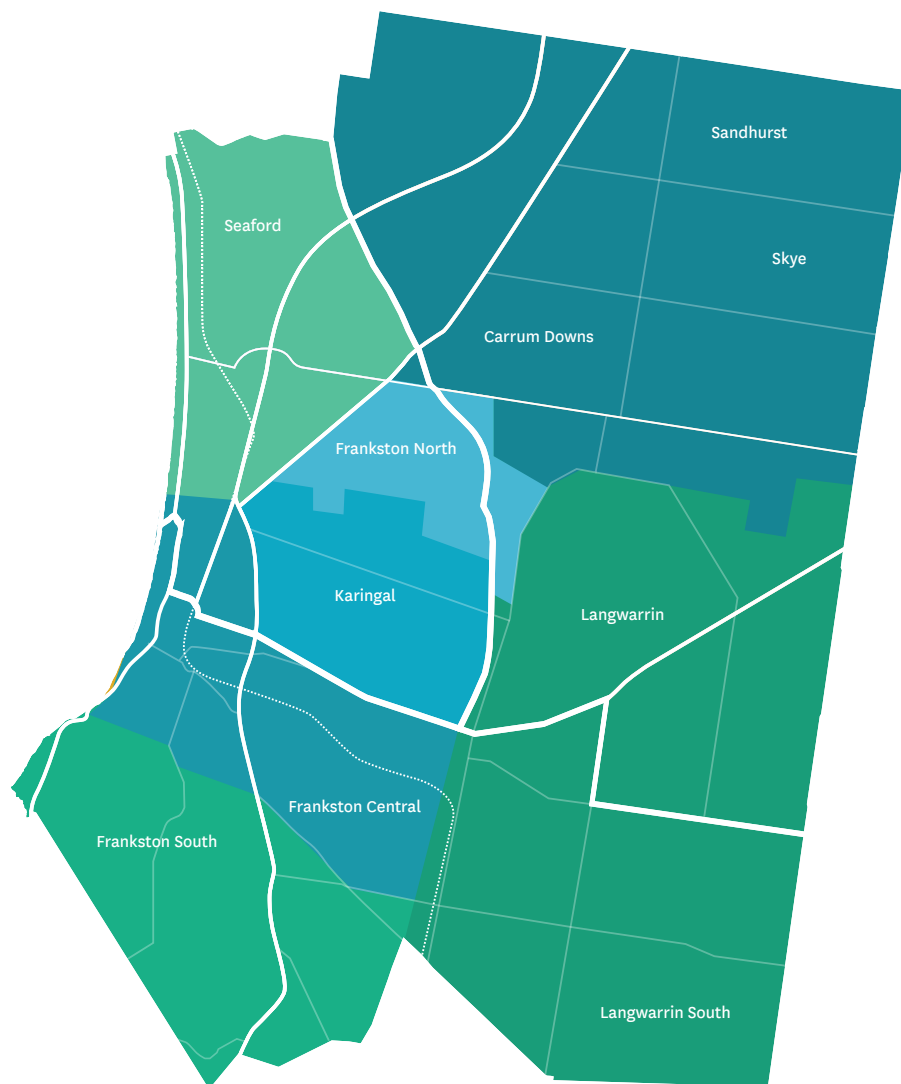 Sandhurst
Seaford
Skye
Carrum Downs
Frankston North
Karingal
Langwarrin
Frankston Central
Frankston South
Langwarrin South